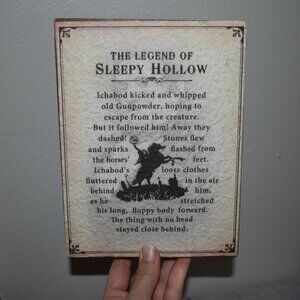 THE LEGEND OF
SLEEPY HOLLOW
Ichabod kicked and whipped
old Gunpowder, hoping to
escape from the creature.
But it followed him! Away they
dashed! Stones flew
and sparks flashed from
the horses' feet.
Ichabod's loose clothes
fluttered in the air
behind him,
as he stretched
his long, floppy body forward.
The thing with no head
stayed close behind.